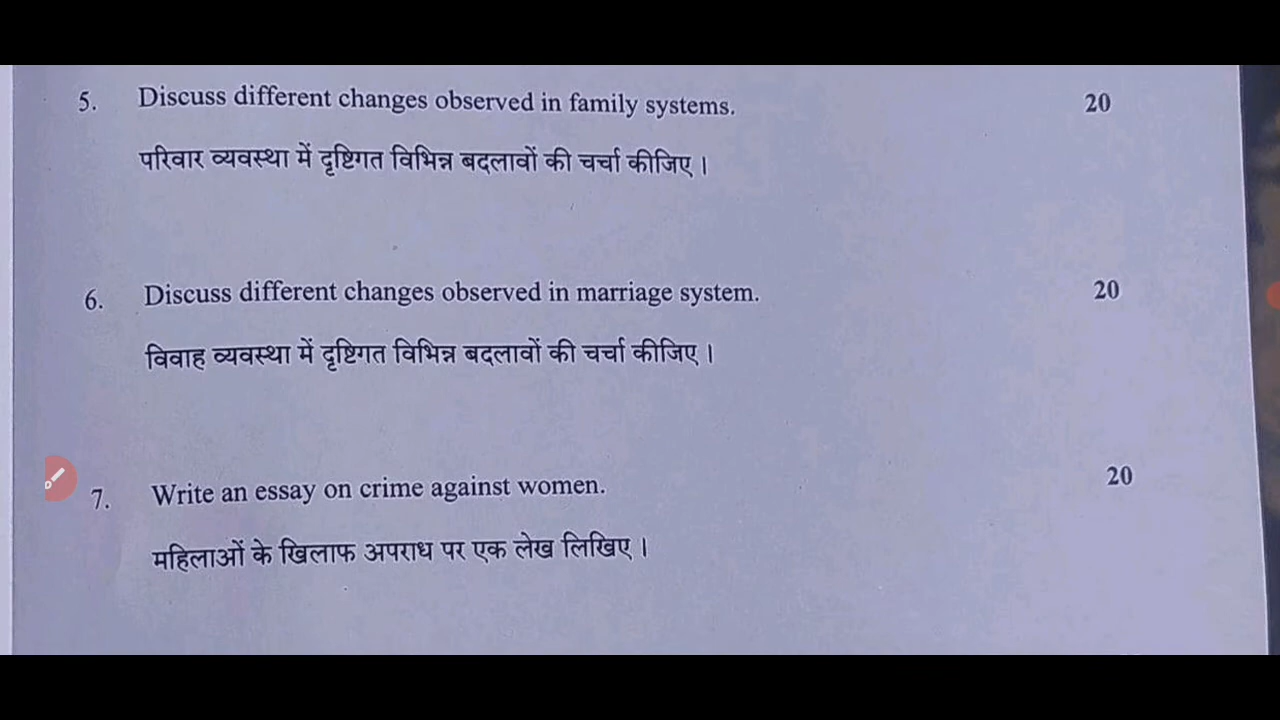 5. Discuss different changes observed in family systems. 20
परिवार व्यवस्था में दृष्टिगत विभिन्न बदलावों की चर्चा कीजिए ।
6. Discuss different changes observed in marriage system. 20
विवाह व्यवस्था में दृष्टिगत विभिन्न बदलावों की चर्चा कीजिए ।
7. Write an essay on crime against women. 20
महिलाओं के खिलाफ अपराध पर एक लेख लिखिए ।